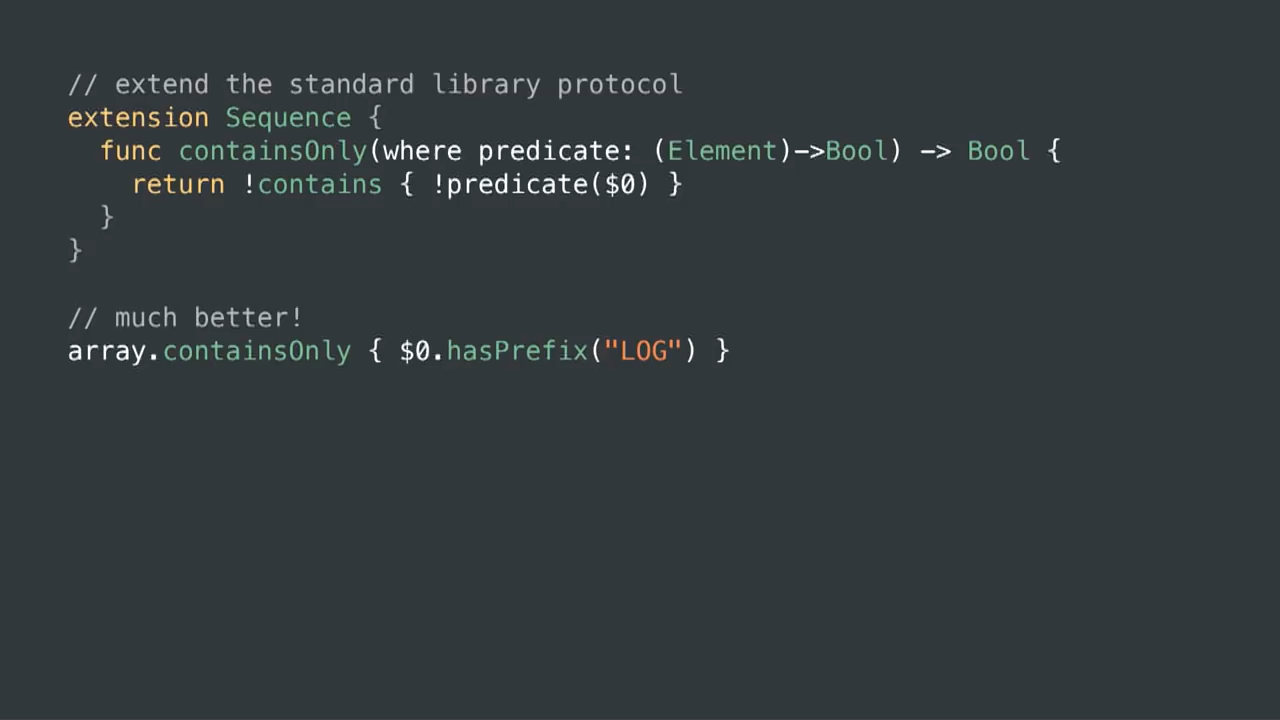 // extend the standard library protocol
extension Sequence {
  func containsOnly(where predicate: (Element)->Bool) -> Bool {
    return !contains { !predicate($0) }
  }
}

// much better!
array.containsOnly { $0.hasPrefix("LOG") }